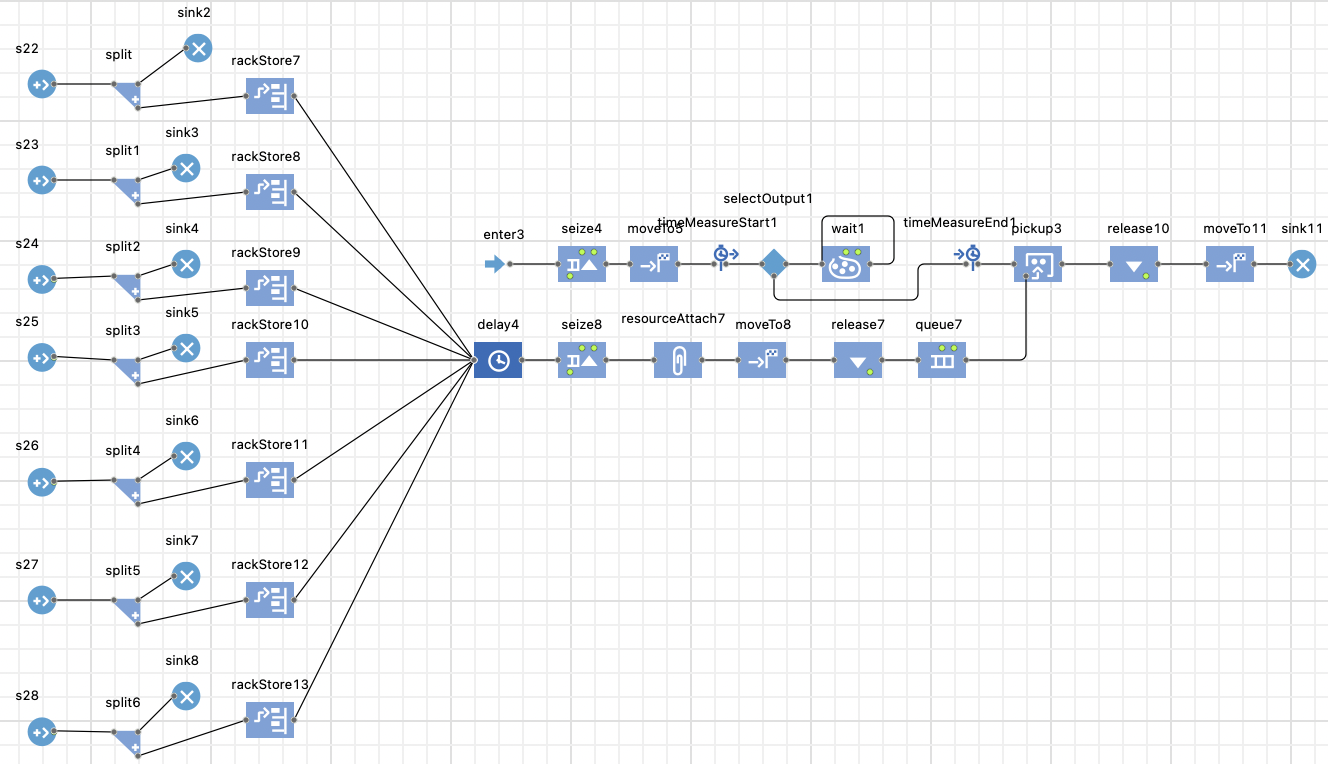 sink2
s22
split
rackStore7
sink3
s23
split1
rackStore8
selectOutput1
sink4
s24
split2
rackStore9
enter3
seize4
moveTo5
timeMeasureStart1
wait1
timeMeasureEnd1
pickup3
release10
moveTo11
sink11
sink5
s25
split3
rackStore10
delay4
seize8
resourceAttach7
moveTo8
release7
queue7
sink6
s26
split4
rackStore11
sink7
s27
split5
rackStore12
sink8
s28
split6
rackStore13